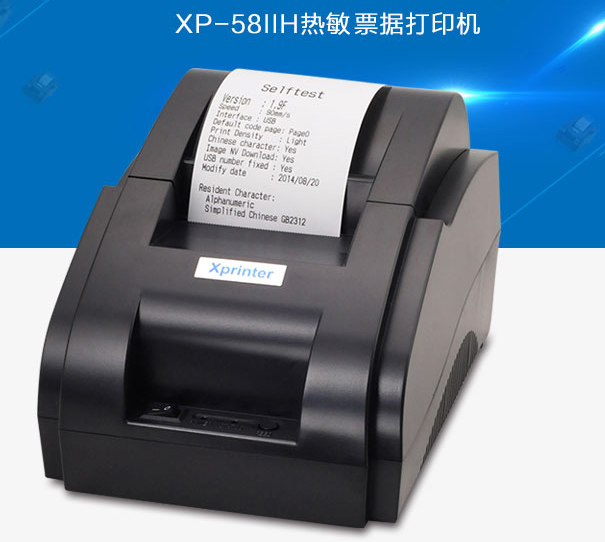 XP-58IIH热敏票据打印机
Selftest
Version : 1.9F
Speed : 90mm/s
Interface : USB
Default code page: Page0
Print Density : Light
Chinese character: Yes
Image NV Download: Yes
USB number fixed : Yes
Modify date : 2014/08/20
Resident Character:
Alphanumeric
Simplified Chinese GB2312
Xprinter